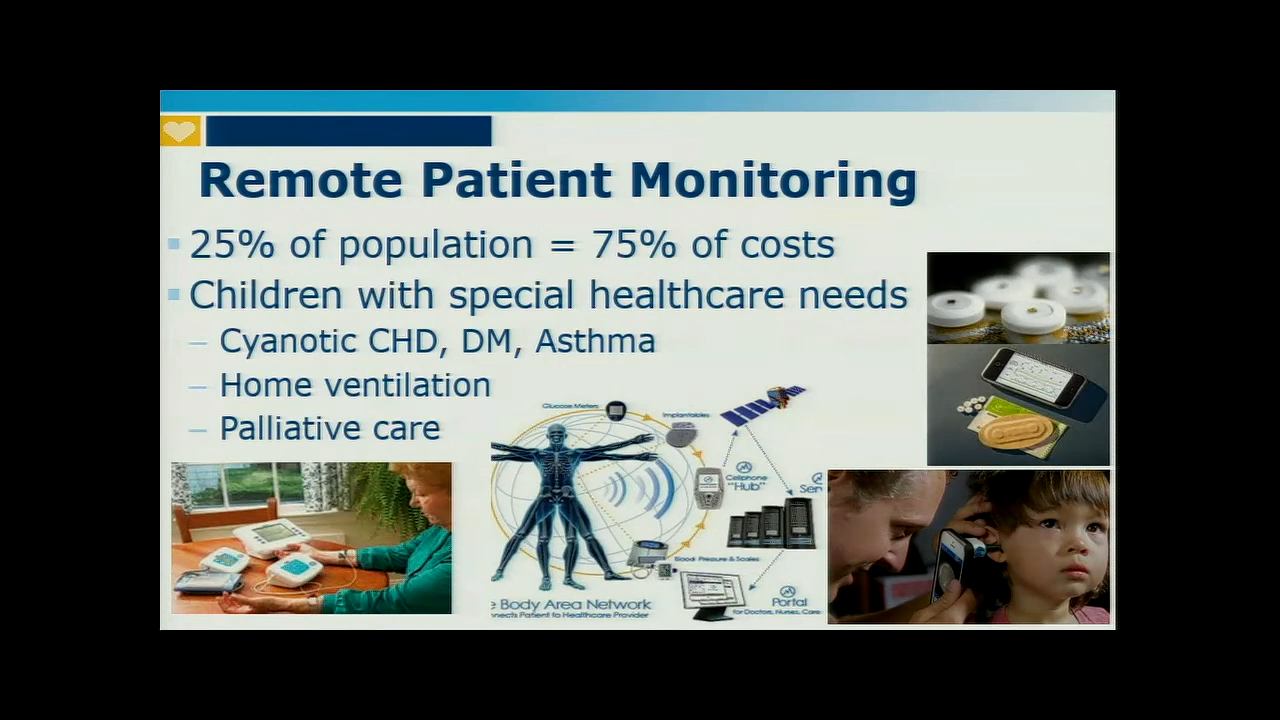 Remote Patient Monitoring
25% of population = 75% of costs
Children with special healthcare needs
– Cyanotic CHD, DM, Asthma
– Home ventilation
– Palliative care
Glucose Meters
Implantables
Cellphone
"Hub"
Ser
Blood Pressure & Scales
e Body Area Network
nnects Patient to Healthcare Provider
Portal
for Doctors, Nurses, Care